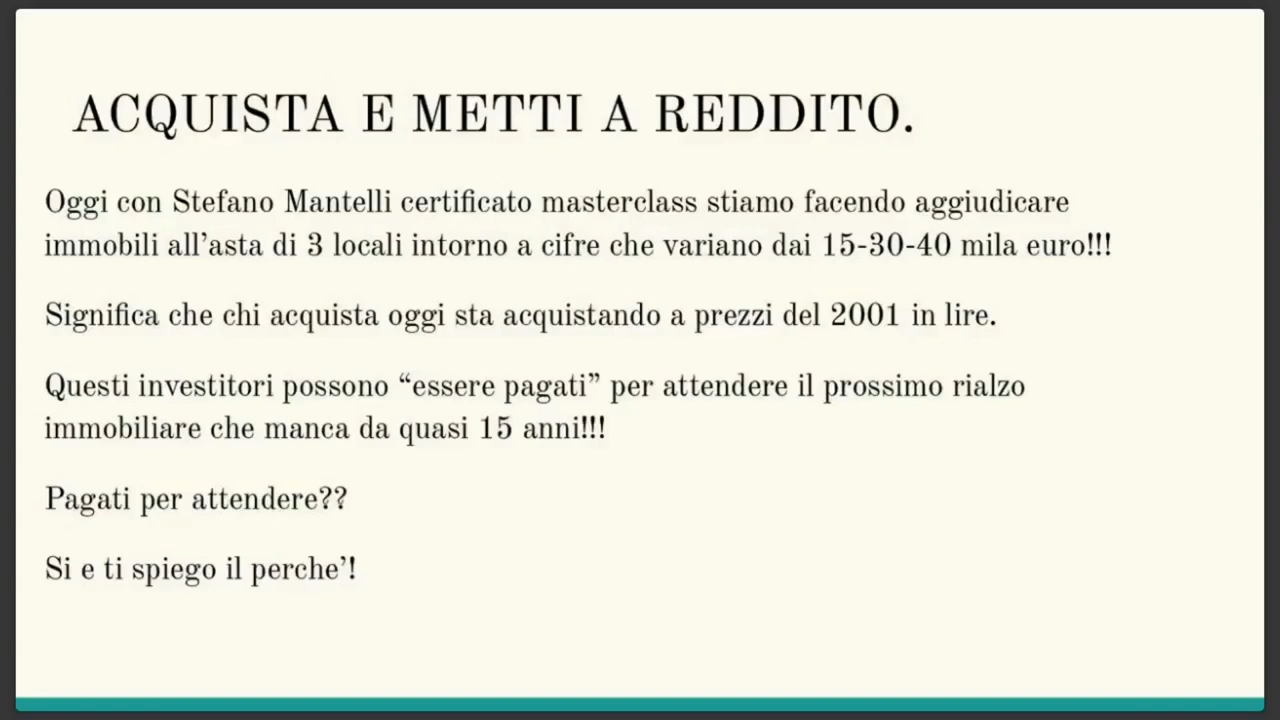 ACQUISTA E METTI A REDDITO.
Oggi con Stefano Mantelli certificato masterclass stiamo facendo aggiudicare
immobili all’asta di 3 locali intorno a cifre che variano dai 15-30-40 mila euro!!!
Significa che chi acquista oggi sta acquistando a prezzi del 2001 in lire.
Questi investitori possono “essere pagati” per attendere il prossimo rialzo
immobiliare che manca da quasi 15 anni!!!
Pagati per attendere??
Si e ti spiego il perche’!